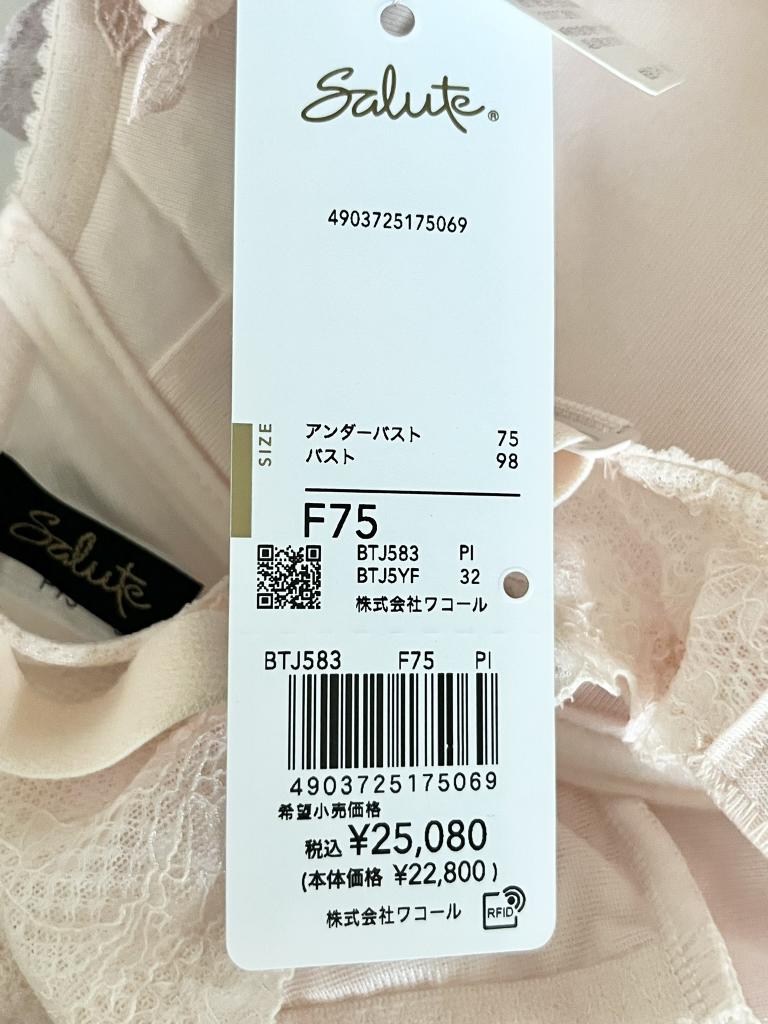 Salute®
4903725175069
SIZE
アンダーバスト 75
バスト 98
F75
BTJ583 PI
BTJ5YF 32
株式会社ワコール
BTJ583 F75 PI
4903725175069
希望小売価格
税込 ¥25,080
(本体価格 ¥22,800)
株式会社ワコール
RFID
Salute